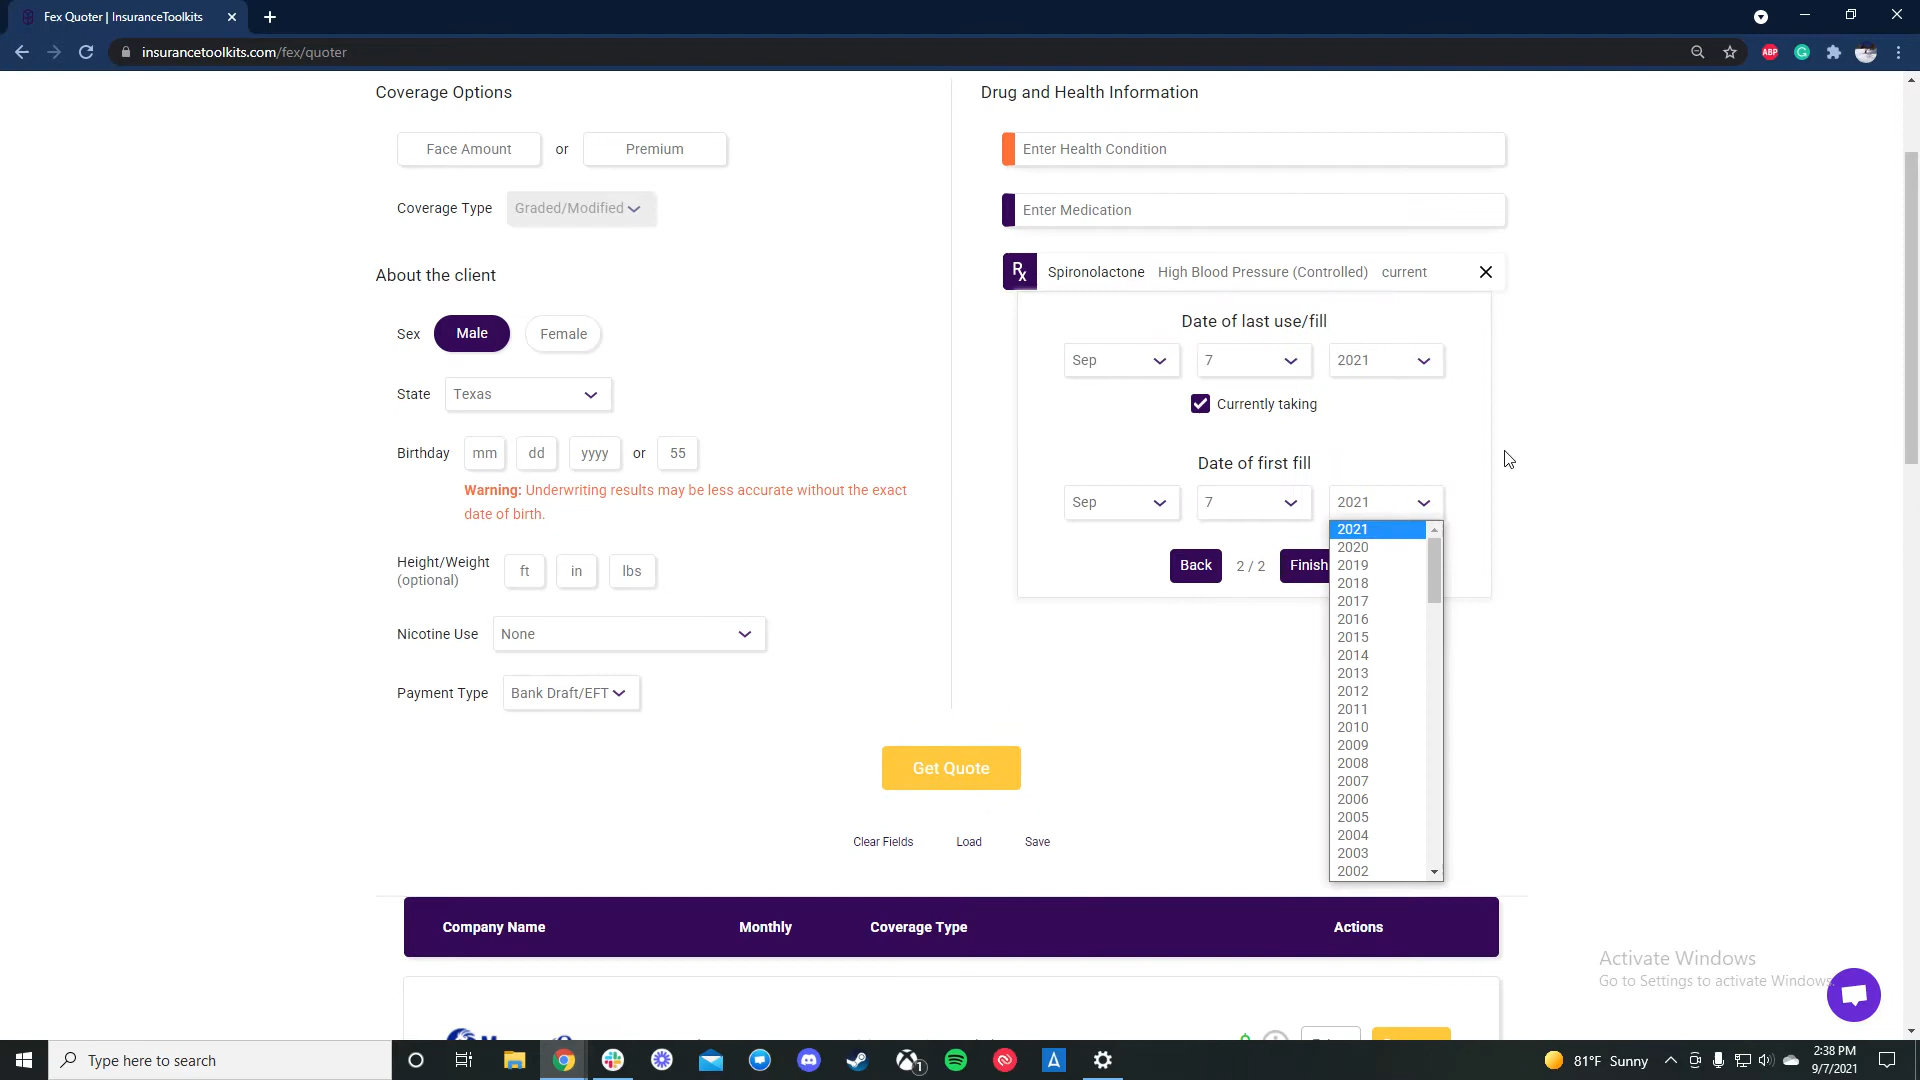 Fex Quoter | InsuranceToolkits
insurancetoolkits.com/fex/quoter
ABP
Coverage Options
Face Amount or Premium
Coverage Type Graded/Modified
About the client
Sex Male Female
State Texas
Birthday mm dd yyyy or 55
Warning: Underwriting results may be less accurate without the exact
date of birth.
Height/Weight
(optional) ft in lbs
Nicotine Use None
Payment Type Bank Draft/EFT
Drug and Health Information
Enter Health Condition
Enter Medication
Rx Spironolactone High Blood Pressure (Controlled) current
Date of last use/fill
Sep 7 2021
Currently taking
Date of first fill
Sep 7 2021
Back 2 / 2 Finish
2021
2020
2019
2018
2017
2016
2015
2014
2013
2012
2011
2010
2009
2008
2007
2006
2005
2004
2003
2002
Get Quote
Clear Fields Load Save
Company Name Monthly Coverage Type Actions
Activate Windows
Go to Settings to activate Windows.
Type here to search
1
81°F Sunny
2:38 PM
9/7/2021